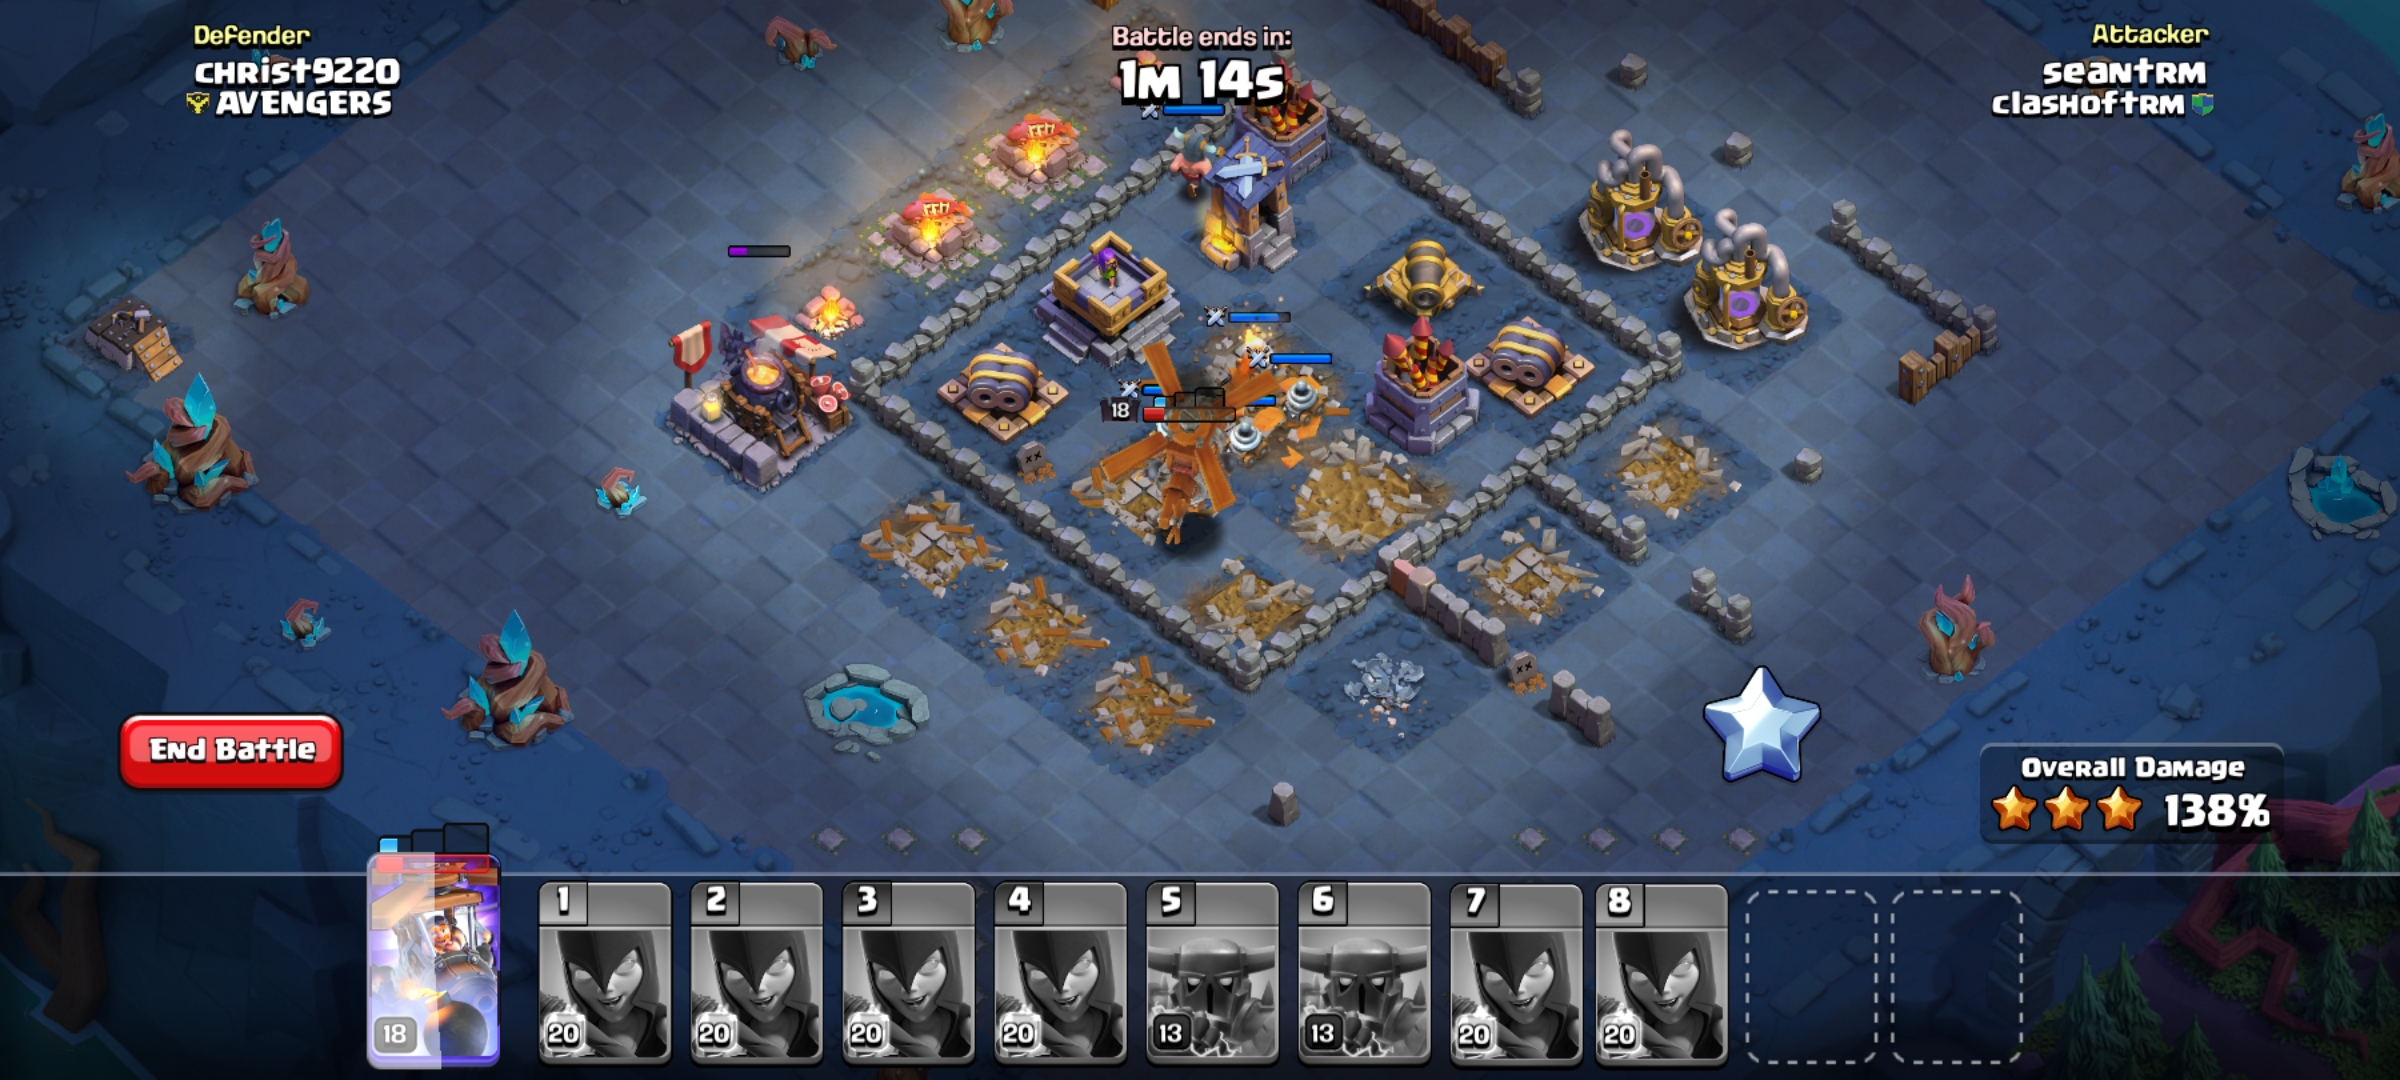 Defender
CHRIST9220
AVENGERS
Battle ends in:
1M 14S
Attacker
seantRM
clashoftRM
18
End Battle
Overall Damage
138%
18
1
20
2
20
3
20
4
20
5
13
6
13
7
20
8
20